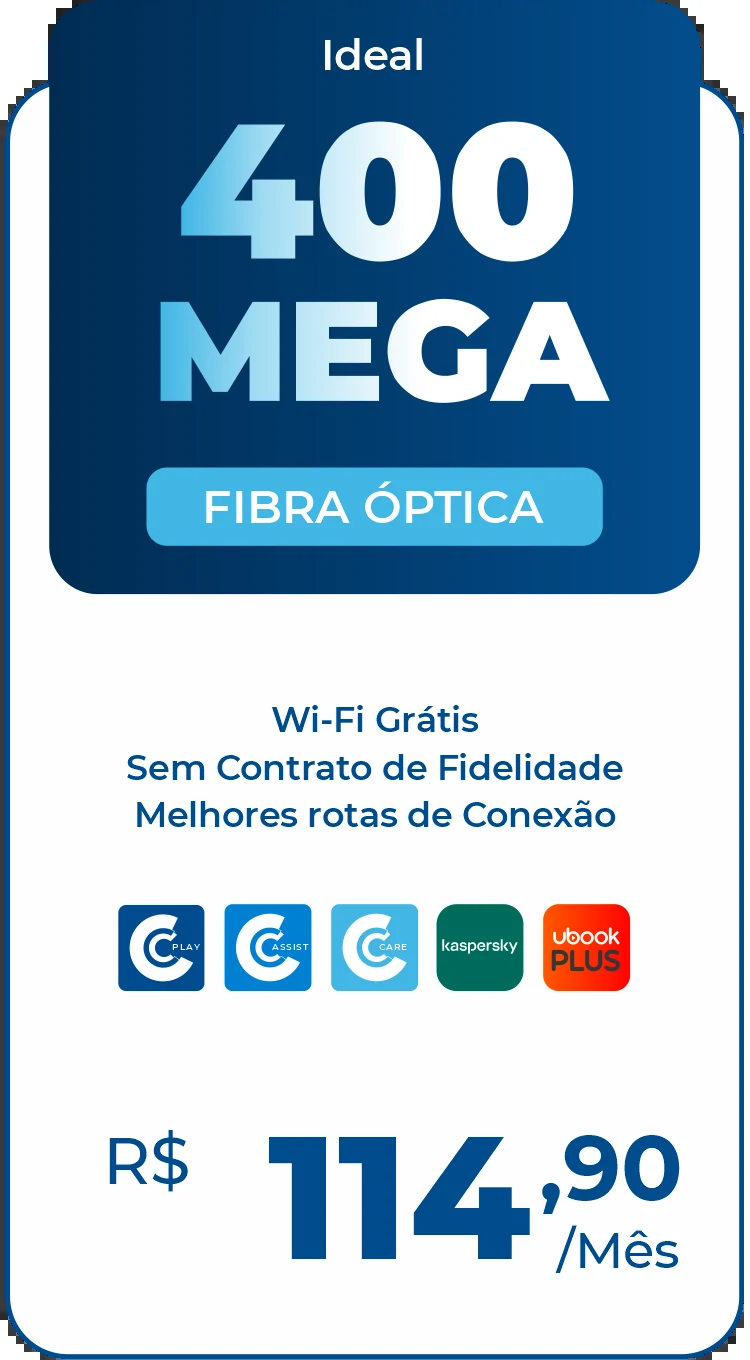 Ideal
400
MEGA
FIBRA ÓPTICA
Wi-Fi Grátis
Sem Contrato de Fidelidade
Melhores rotas de Conexão
PLAY
ASSIST
CARE
kaspersky
ubook
PLUS
R$ 114,90
/Mês